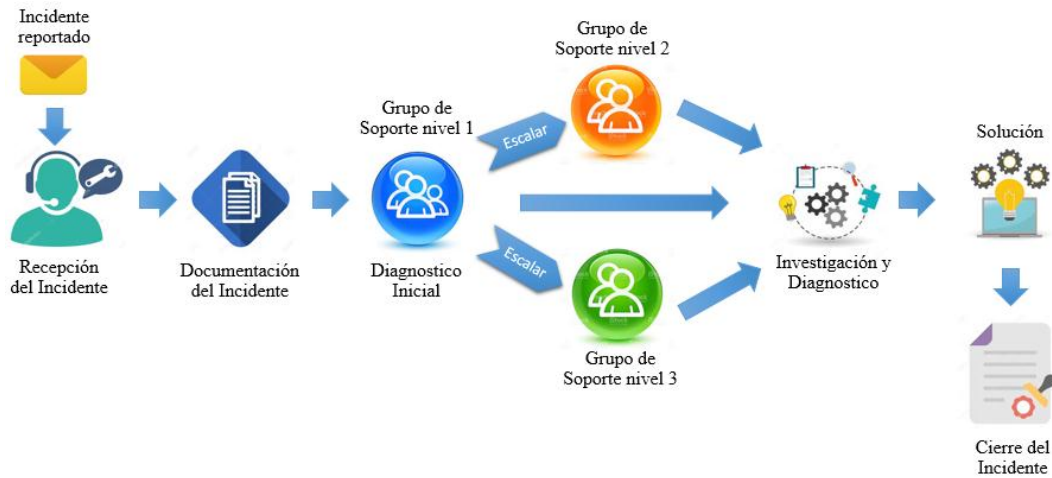 Incidente
reportado
Recepción
del Incidente
Documentación
del Incidente
Grupo de
Soporte nivel 1
Diagnostico
Inicial
Escalar
Escalar
Grupo de
Soporte nivel 2
Grupo de
Soporte nivel 3
Investigación y
Diagnostico
Solución
Cierre del
Incidente